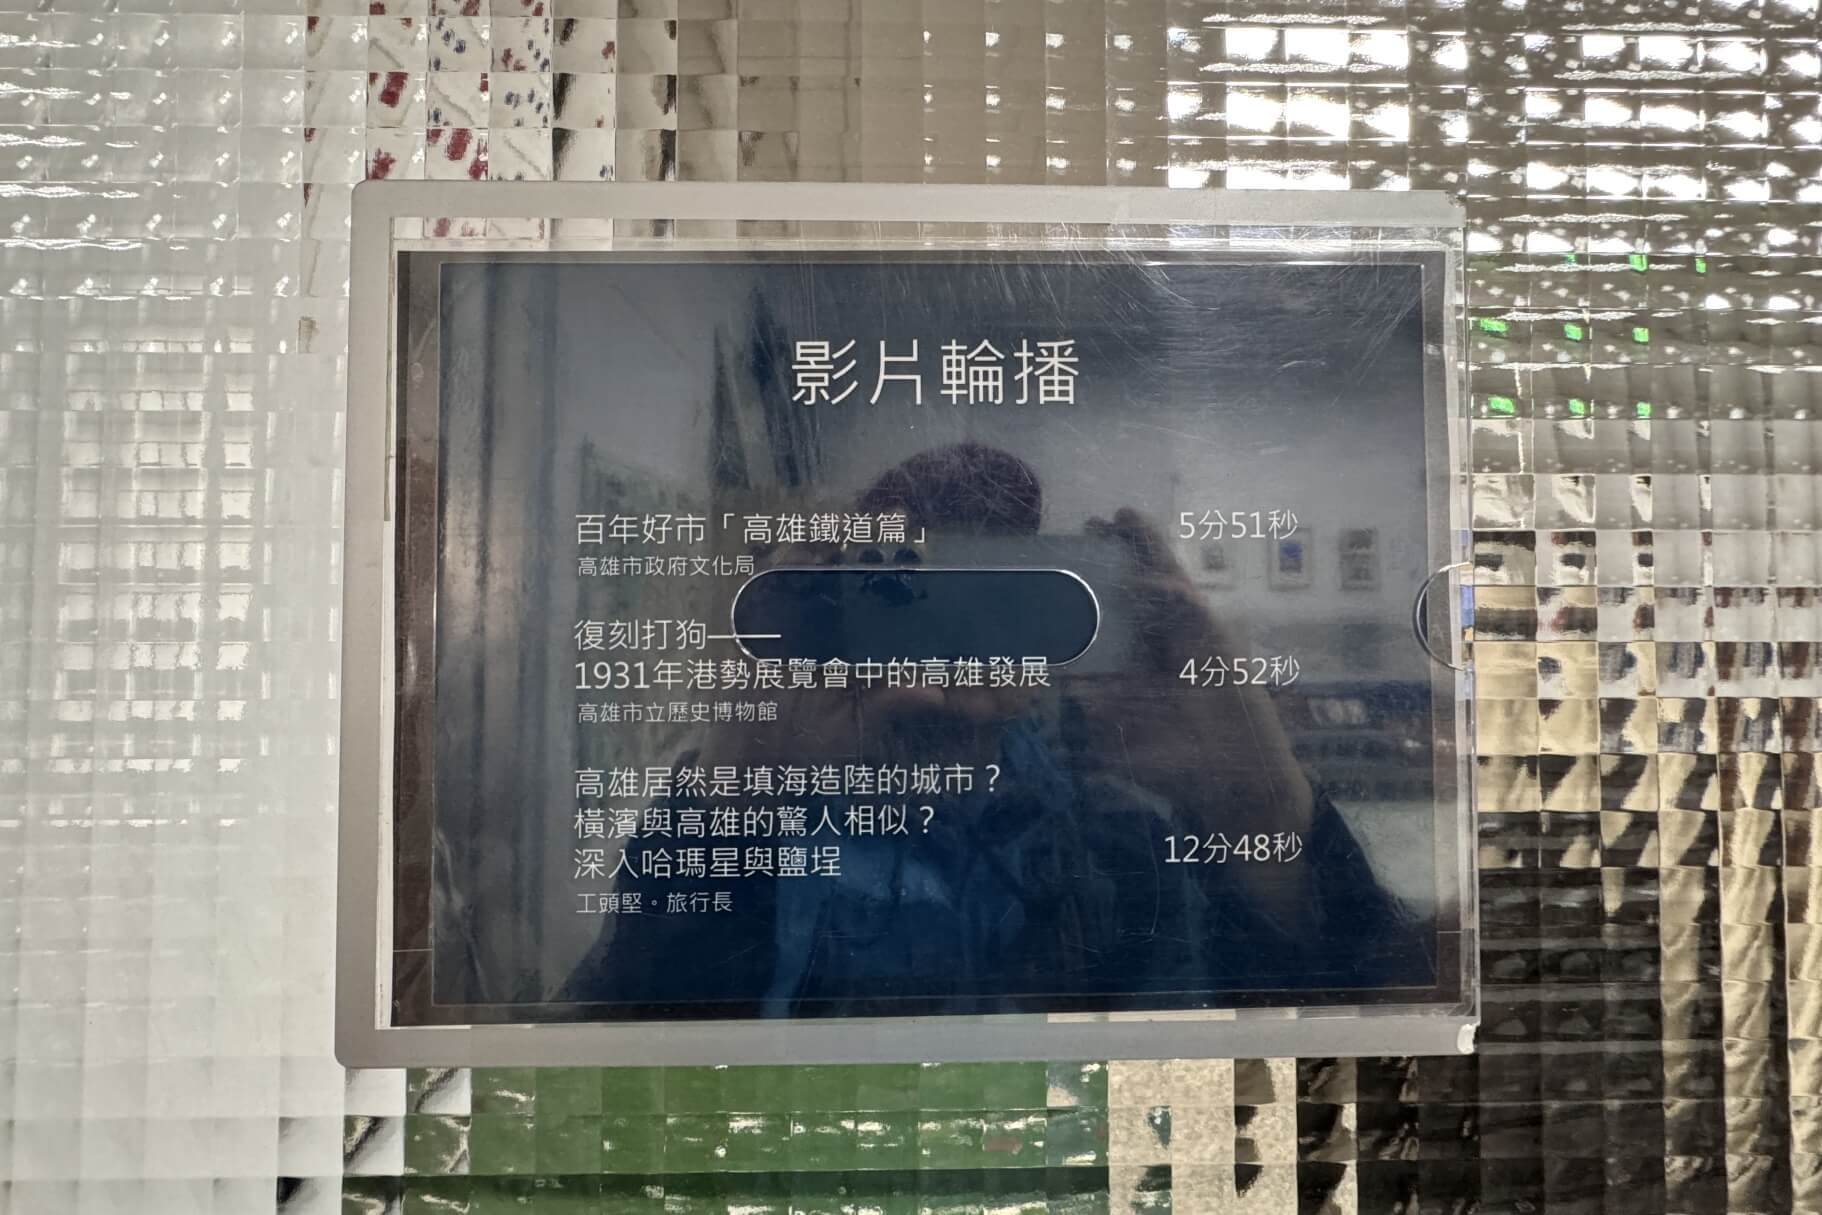 影片輪播
百年好市「高雄鐵道篇」 5分51秒
高雄市政府文化局
復刻打狗——
1931年港勢展覽會中的高雄發展 4分52秒
高雄市立歷史博物館
高雄居然是填海造陸的城市？
橫濱與高雄的驚人相似？
深入哈瑪星與鹽埕 12分48秒
工頭堅。旅行長